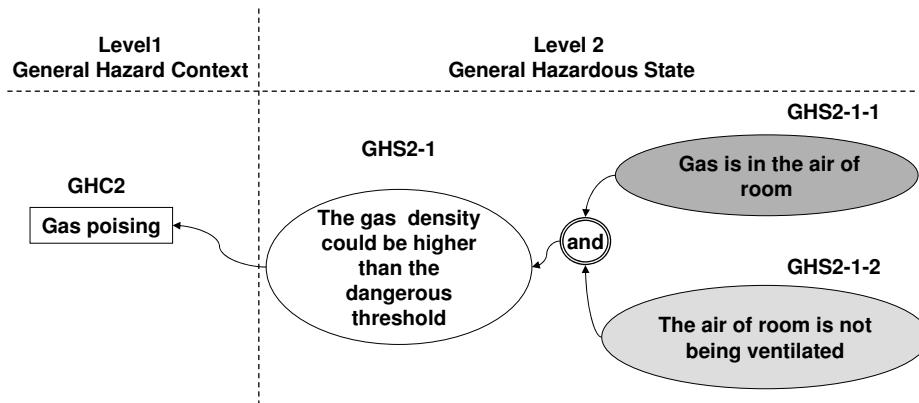 Level1
General Hazard Context
Level 2
General Hazardous State
GHC2
Gas poising
GHS2-1
The gas density
could be higher
than the
dangerous
threshold
and
GHS2-1-1
Gas is in the air of
room
GHS2-1-2
The air of room is not
being ventilated